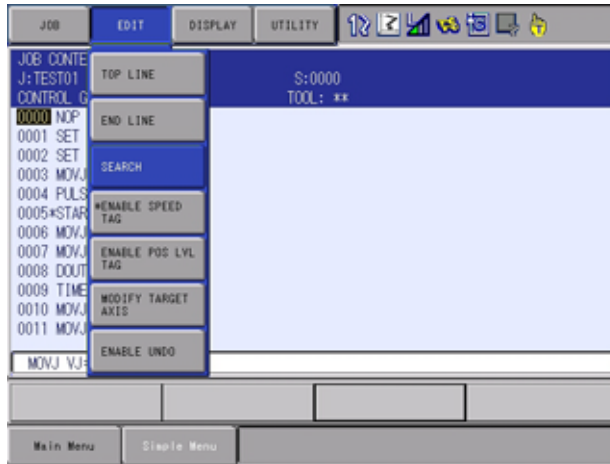 JOB EDIT DISPLAY UTILITY
JOB CONTE
J:TEST01 S:0000
CONTROL G TOOL: **
TOP LINE
END LINE
SEARCH
*ENABLE SPEED
TAG
ENABLE POS LVL
TAG
MODIFY TARGET
AXIS
ENABLE UNDO
0000 NOP
0001 SET
0002 SET
0003 MOVJ
0004 PULS
0005*STAR
0006 MOVJ
0007 MOVJ
0008 DOUT
0009 TIME
0010 MOVJ
0011 MOVJ
MOVJ VJ=
Main Menu Simple Menu